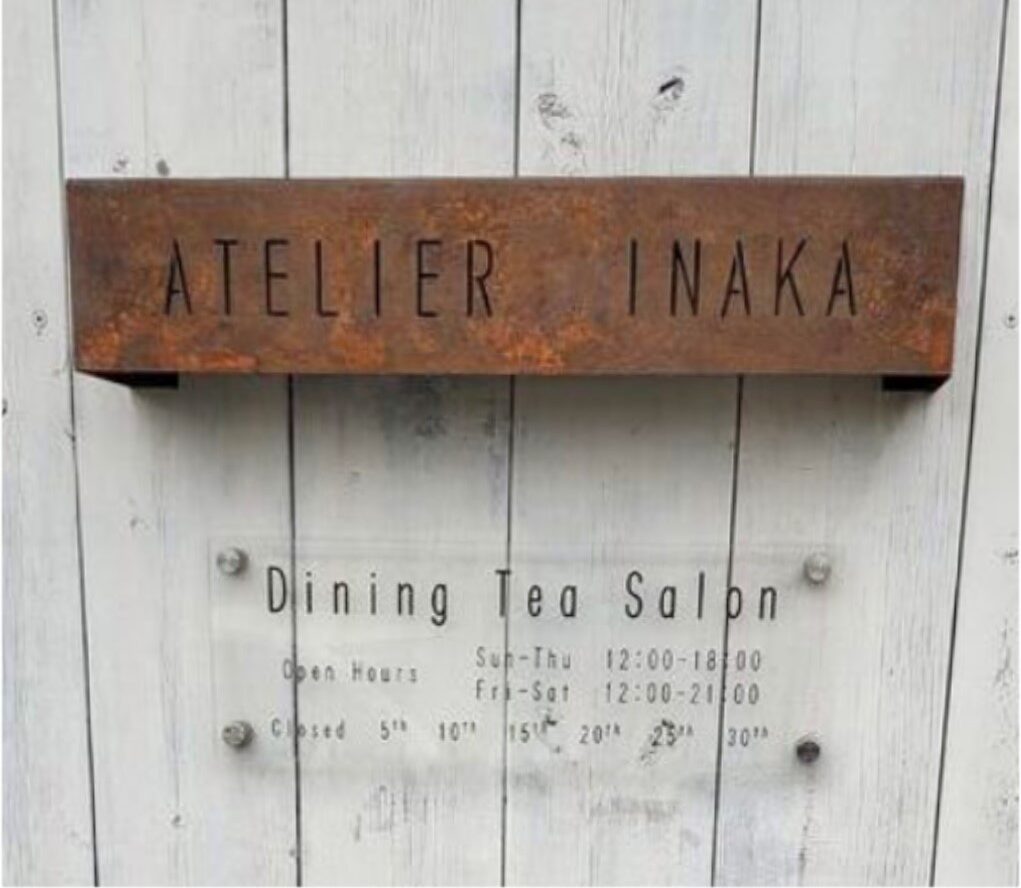 ATELIER INAKA
Dining Tea Salon
Open Hours
Sun-Thu 12:00-18:00
Fri-Sat 12:00-21:00
Closed 5th 10th 15th 20th 25th 30th